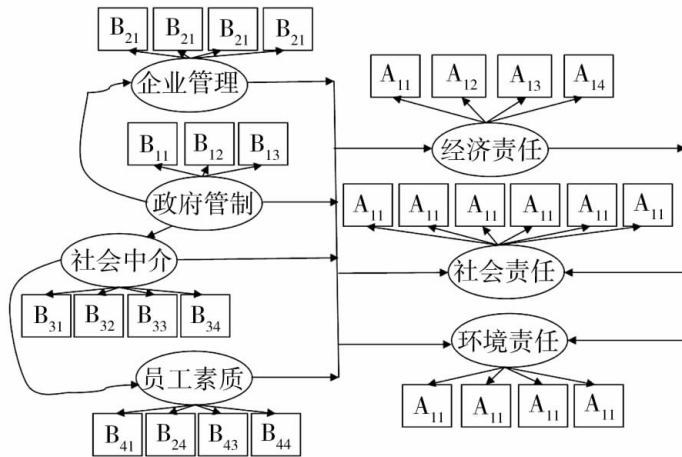 B21 B21 B21 B21
企业管理
A11 A12 A13 A14
经济责任
B11 B12 B13
政府管制
A11 A11 A11 A11 A11 A11
社会责任
社会中介
B31 B32 B33 B34
环境责任
A11 A11 A11 A11
员工素质
B41 B24 B43 B44